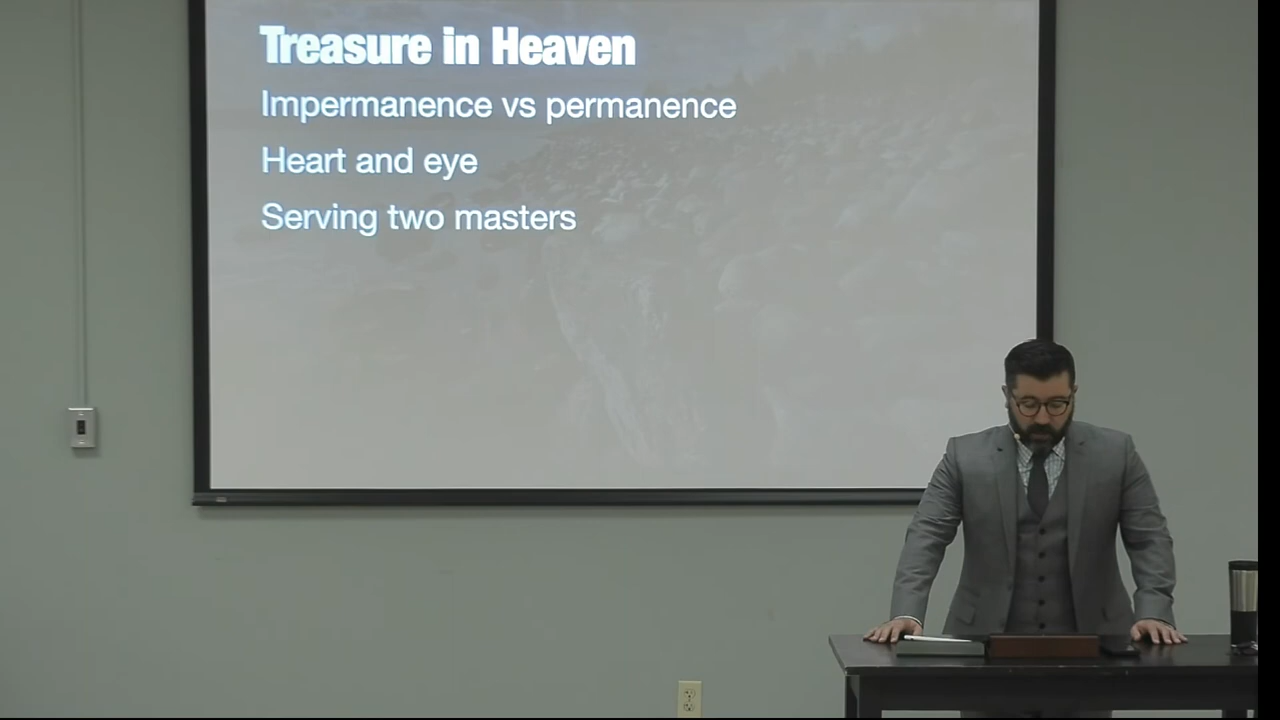 Treasure in Heaven
Impermanence vs permanence
Heart and eye
Serving two masters